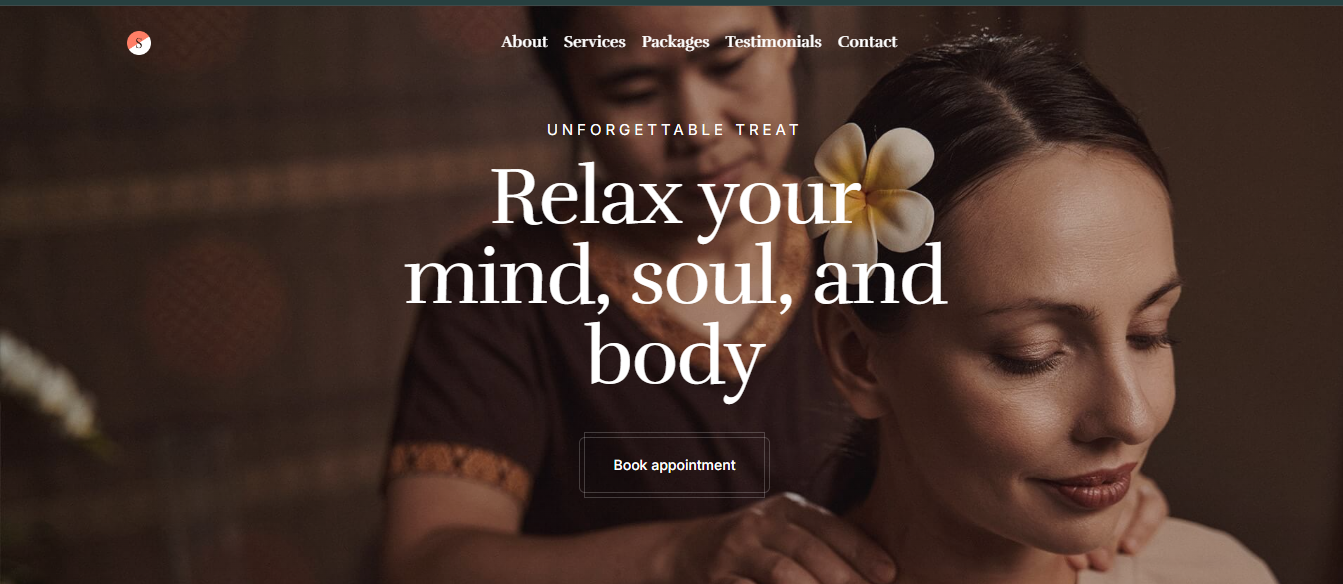 S
About Services Packages Testimonials Contact
UNFORGETTABLE TREAT
Relax your
mind, soul, and
body
Book appointment